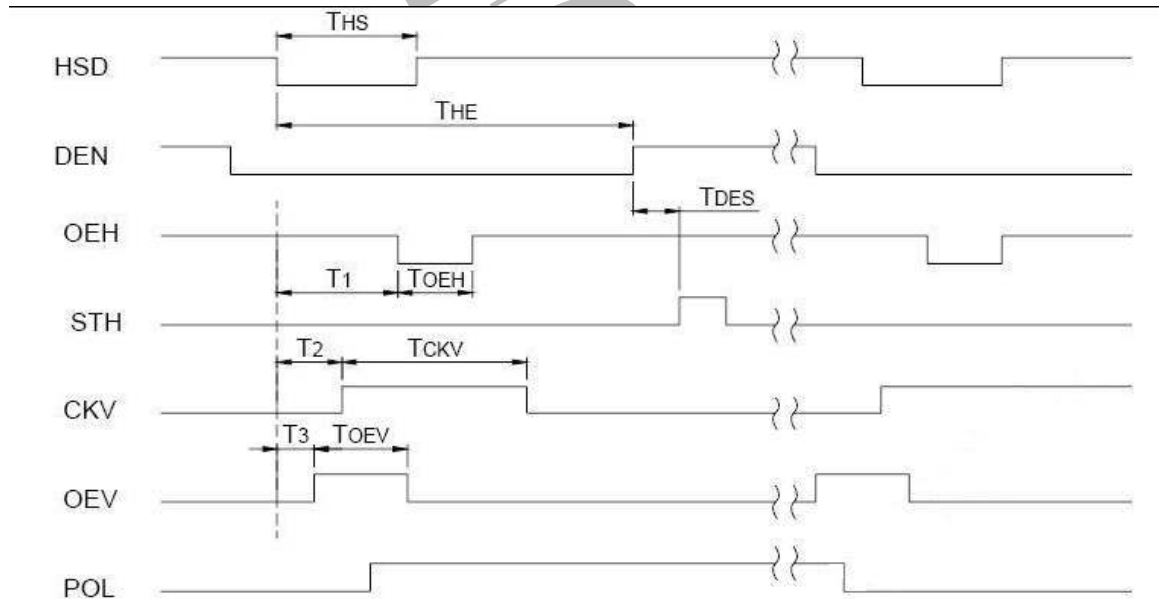 THS
HSD
THE
DEN
TDES
OEH
T1 TOEH
STH
T2 TCKV
CKV
T3 TOEV
OEV
POL